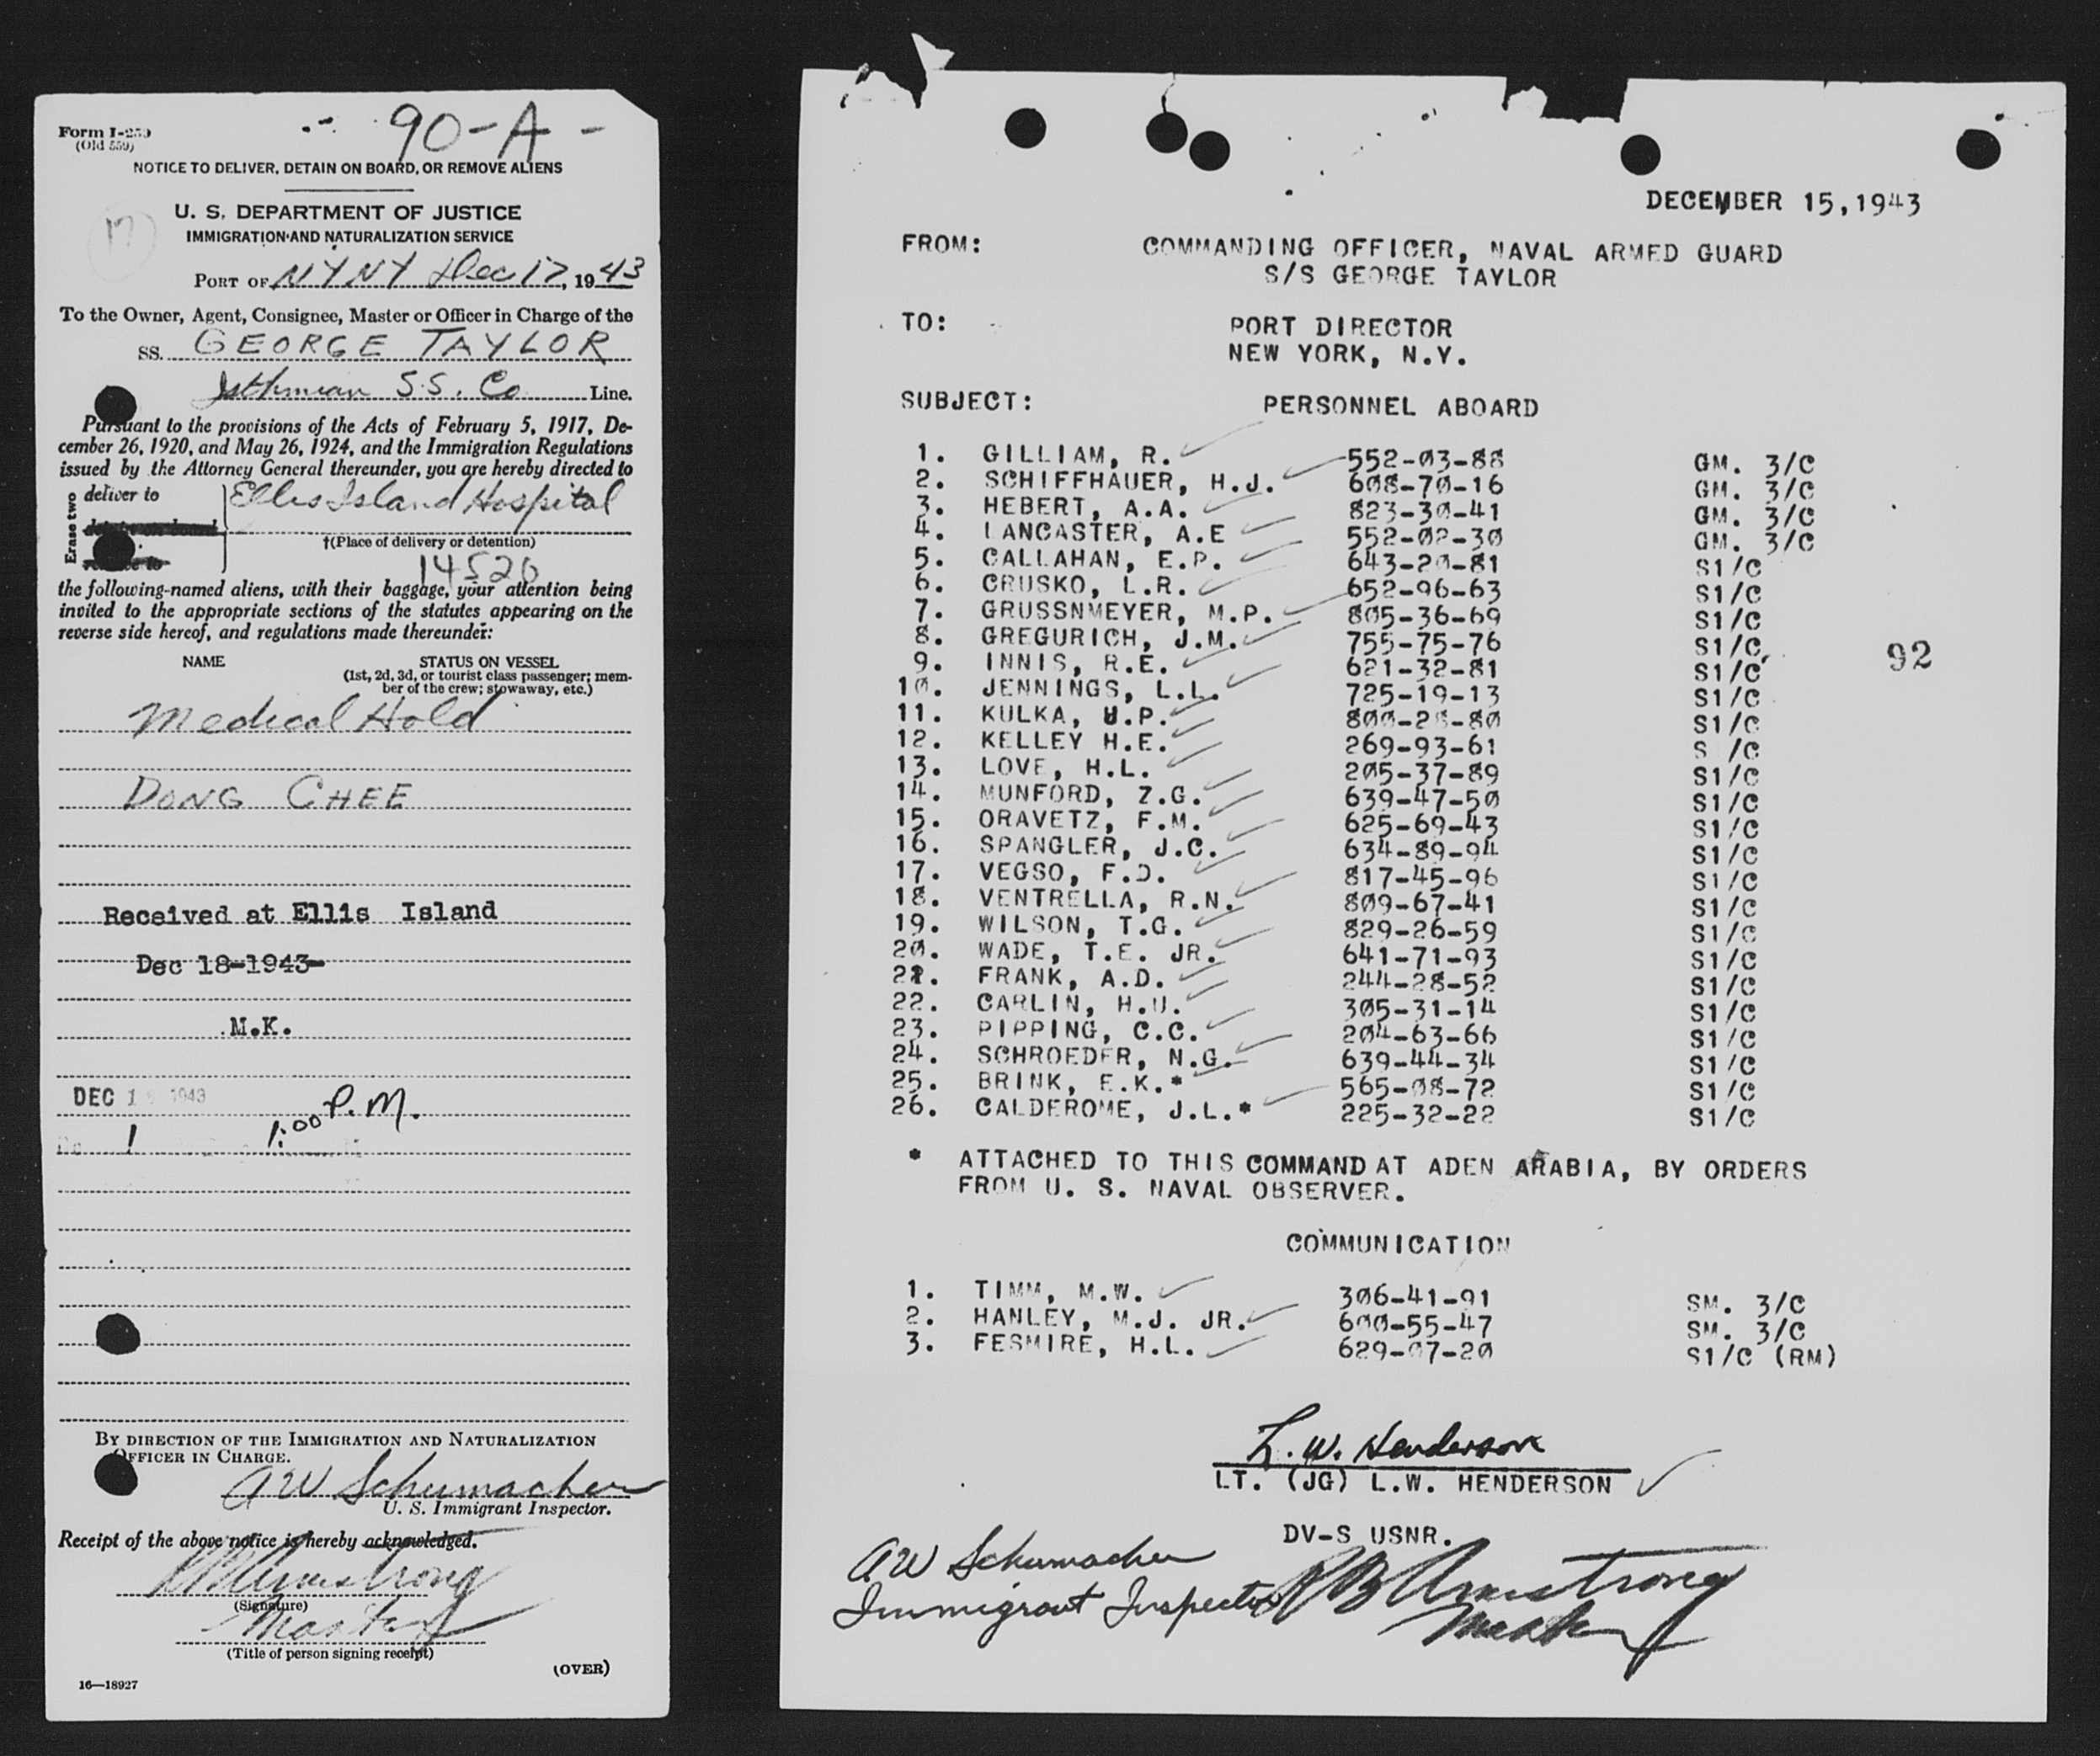 Form I-259
(Old 559)
90-A-
NOTICE TO DELIVER, DETAIN ON BOARD, OR REMOVE ALIENS
17
U. S. DEPARTMENT OF JUSTICE
IMMIGRATION AND NATURALIZATION SERVICE
PORT OF NY NY Dec 17, 1943
To the Owner, Agent, Consignee, Master or Officer in Charge of the
SS. GEORGE TAYLOR
Isthmian S.S. Co Line.
Pursuant to the provisions of the Acts of February 5, 1917, De-
cember 26, 1920, and May 26, 1924, and the Immigration Regulations
issued by the Attorney General thereunder, you are hereby directed to
Erase two
deliver to
Ellis Island Hospital
†(Place of delivery or detention)
14520
the following-named aliens, with their baggage, your attention being
invited to the appropriate sections of the statutes appearing on the
reverse side hereof, and regulations made thereunder:
NAME STATUS ON VESSEL
(1st, 2d, 3d, or tourist class passenger; mem-
ber of the crew; stowaway, etc.)
Medical Hold
DONG CHEE
Received at Ellis Island
Dec 18-1943-
M.K.
DEC 1 1943
1 1:00 P.M.
BY DIRECTION OF THE IMMIGRATION AND NATURALIZATION
OFFICER IN CHARGE.
AW Schumacher
U. S. Immigrant Inspector.
Receipt of the above notice is hereby acknowledged.
Armstrong
(Signature)
Master
(Title of person signing receipt)
(OVER)
16—18927
DECEMBER 15,1943
FROM: COMMANDING OFFICER, NAVAL ARMED GUARD
S/S GEORGE TAYLOR
TO: PORT DIRECTOR
NEW YORK, N.Y.
SUBJECT: PERSONNEL ABOARD
1. GILLIAM, R. 552-03-88 GM. 3/C
2. SCHIFFHAUER, H.J. 608-70-16 GM. 3/C
3. HEBERT, A.A. 823-30-41 GM. 3/C
4. LANCASTER, A.E 552-02-30 GM. 3/C
5. CALLAHAN, E.P. 643-20-81 S1/C
6. CRUSKO, L.R. 652-96-63 S1/C
7. GRUSSNMEYER, M.P. 805-36-69 S1/C
8. GREGURICH, J.M. 755-75-76 S1/C
9. INNIS, R.E. 621-32-81 S1/C
10. JENNINGS, L.L. 725-19-13 S1/C
11. KULKA, U.P. 800-28-80 S1/C
12. KELLEY H.E. 269-93-61 S /C
13. LOVE, H.L. 205-37-89 S1/C
14. MUNFORD, Z.G. 639-47-50 S1/C
15. ORAVETZ, F.M. 625-69-43 S1/C
16. SPANGLER, J.C. 634-89-94 S1/C
17. VEGSO, F.D. 817-45-96 S1/C
18. VENTRELLA, R.N. 809-67-41 S1/C
19. WILSON, T.G. 829-26-59 S1/C
20. WADE, T.E. JR. 641-71-93 S1/C
21. FRANK, A.D. 244-28-52 S1/C
22. CARLIN, H.U. 305-31-14 S1/C
23. PIPPING, C.C. 204-63-66 S1/C
24. SCHROEDER, N.G. 639-44-34 S1/C
25. BRINK, E.K.* 565-08-72 S1/C
26. CALDEROME, J.L.* 225-32-22 S1/C
92
* ATTACHED TO THIS COMMAND AT ADEN ARABIA, BY ORDERS
FROM U. S. NAVAL OBSERVER.
COMMUNICATION
1. TIMM, M.W. 306-41-91 SM. 3/C
2. HANLEY, M.J. JR. 600-55-47 SM. 3/C
3. FESMIRE, H.L. 629-07-20 S1/C (RM)
L. W. Henderson
LT. (JG) L.W. HENDERSON
DV-S USNR.
AW Schumacher
Immigrant Inspector
Armstrong
Master